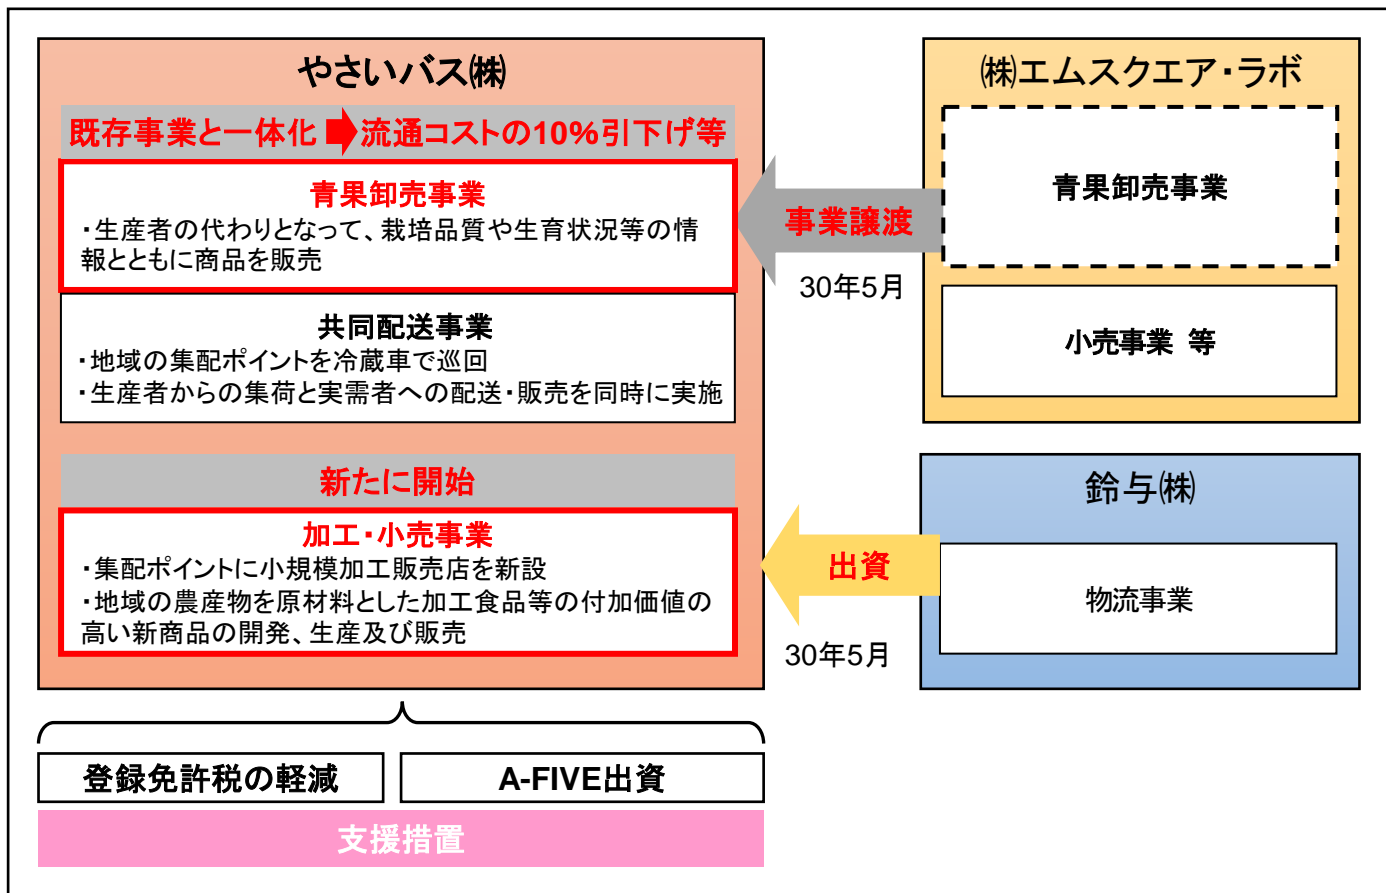 やさいバス㈱
既存事業と一体化 流通コストの10%引下げ等
青果卸売事業
・生産者の代わりとなって、栽培品質や生育状況等の情
報とともに商品を販売
共同配送事業
・地域の集配ポイントを冷蔵車で巡回
・生産者からの集荷と実需者への配送・販売を同時に実施
新たに開始
加工・小売事業
・集配ポイントに小規模加工販売店を新設
・地域の農産物を原材料とした加工食品等の付加価値の
高い新商品の開発、生産及び販売
事業譲渡
30年5月
出資
30年5月
㈱エムスクエア・ラボ
青果卸売事業
小売事業 等
鈴与㈱
物流事業
登録免許税の軽減
A-FIVE出資
支援措置